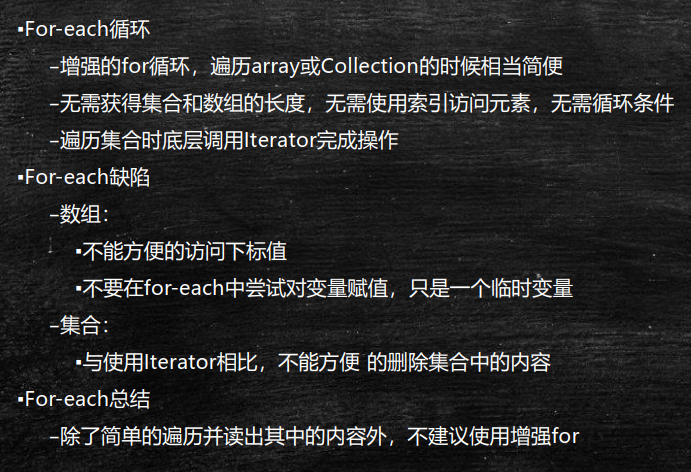 ▪For-each循环
–增强的for循环，遍历array或Collection的时候相当简便
–无需获得集合和数组的长度，无需使用索引访问元素，无需循环条件
–遍历集合时底层调用Iterator完成操作
▪For-each缺陷
–数组：
▪不能方便的访问下标值
▪不要在for-each中尝试对变量赋值，只是一个临时变量
–集合：
▪与使用Iterator相比，不能方便 的删除集合中的内容
▪For-each总结
–除了简单的遍历并读出其中的内容外，不建议使用增强for